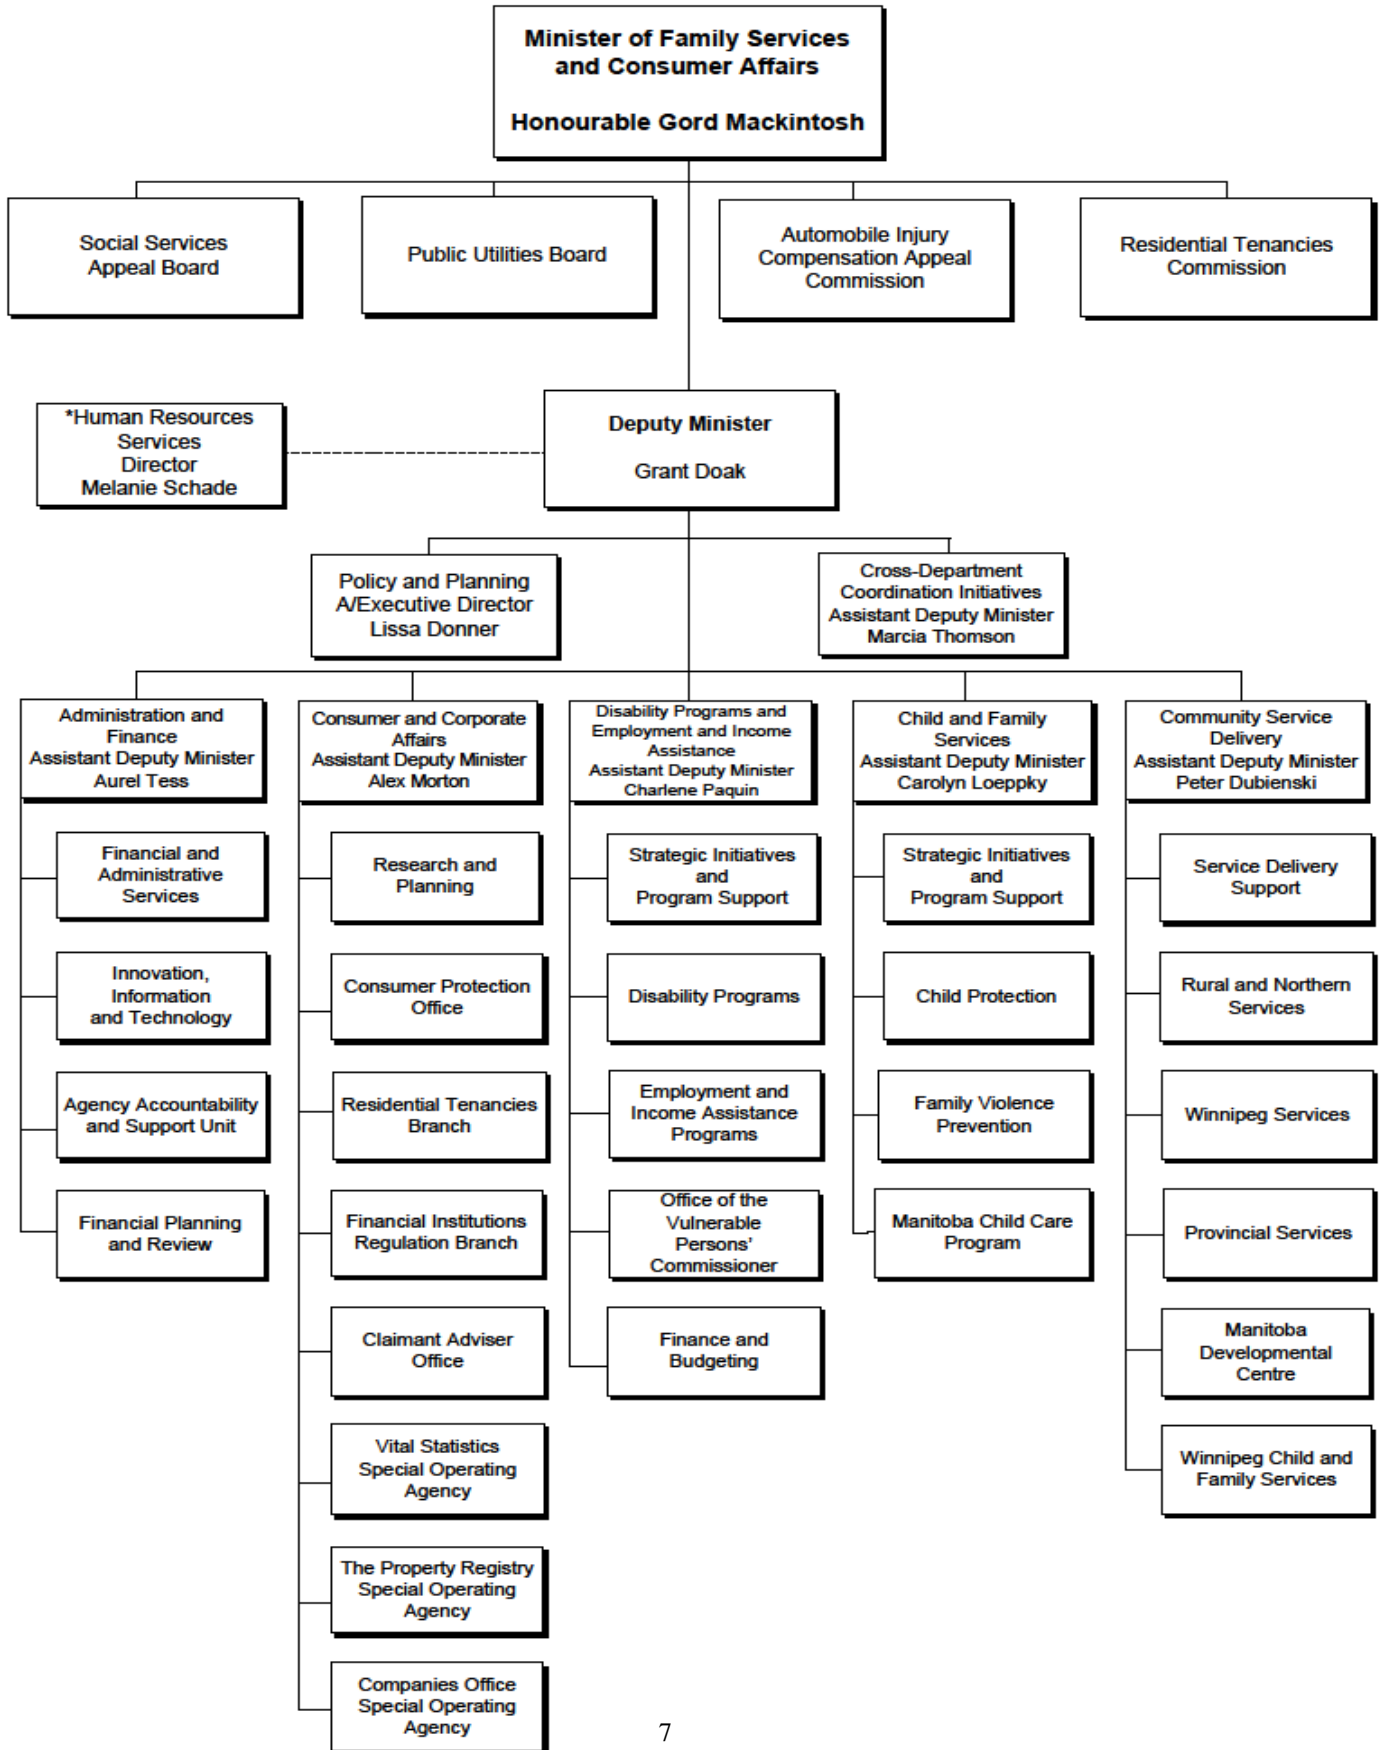 Minister of Family Services
and Consumer Affairs
Honourable Gord Mackintosh
Social Services
Appeal Board
Public Utilities Board
Automobile Injury
Compensation Appeal
Commission
Residential Tenancies
Commission
*Human Resources
Services
Director
Melanie Schade
Deputy Minister
Grant Doak
Policy and Planning
A/Executive Director
Lissa Donner
Cross-Department
Coordination Initiatives
Assistant Deputy Minister
Marcia Thomson
Administration and
Finance
Assistant Deputy Minister
Aurel Tess
Financial and
Administrative
Services
Innovation,
Information
and Technology
Agency Accountability
and Support Unit
Financial Planning
and Review
Consumer and Corporate
Affairs
Assistant Deputy Minister
Alex Morton
Research and
Planning
Consumer Protection
Office
Residential Tenancies
Branch
Financial Institutions
Regulation Branch
Claimant Adviser
Office
Vital Statistics
Special Operating
Agency
The Property Registry
Special Operating
Agency
Companies Office
Special Operating
Agency
Disability Programs and
Employment and Income
Assistance
Assistant Deputy Minister
Charlene Paquin
Strategic Initiatives
and
Program Support
Disability Programs
Employment and
Income Assistance
Programs
Office of the
Vulnerable
Persons'
Commissioner
Finance and
Budgeting
Child and Family
Services
Assistant Deputy Minister
Carolyn Loeppky
Strategic Initiatives
and
Program Support
Child Protection
Family Violence
Prevention
Manitoba Child Care
Program
Community Service
Delivery
Assistant Deputy Minister
Peter Dubienski
Service Delivery
Support
Rural and Northern
Services
Winnipeg Services
Provincial Services
Manitoba
Developmental
Centre
Winnipeg Child and
Family Services
7